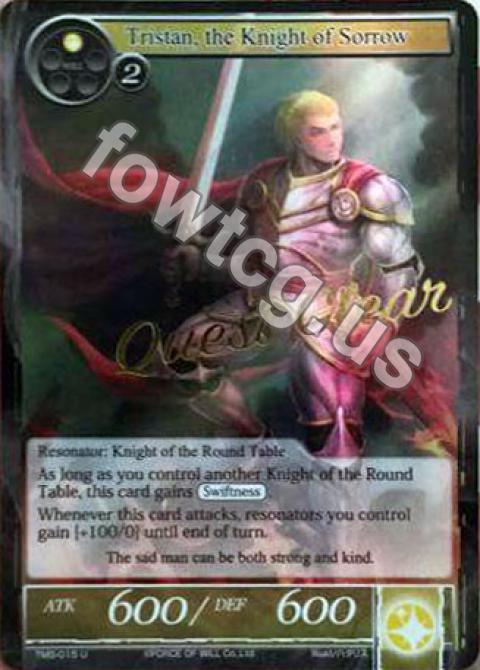 Tristan, the Knight of Sorrow
2
fowtcg.us
Quest Gear
Resonator: Knight of the Round Table
As long as you control another Knight of the Round
Table, this card gains Swiftness
Whenever this card attacks, resonators you control
gain [+100/0] until end of turn.
The sad man can be both strong and kind.
ATK 600 / DEF 600
TMS-015 U ©FORCE OF WILL Co.,Ltd.